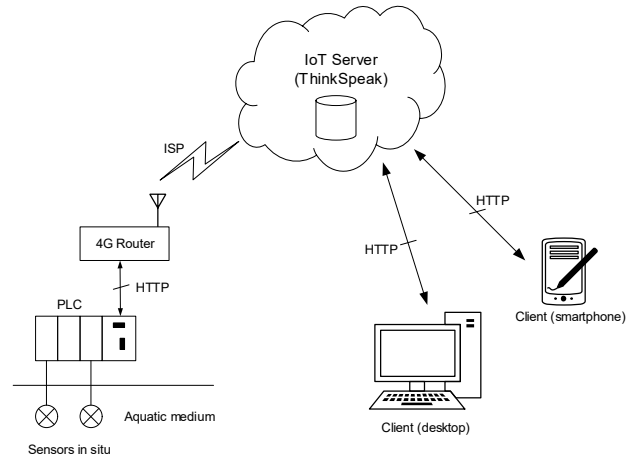 IoT Server
(ThinkSpeak)
ISP
HTTP
4G Router
HTTP
HTTP
PLC
Client (smartphone)
Aquatic medium
Client (desktop)
Sensors in situ